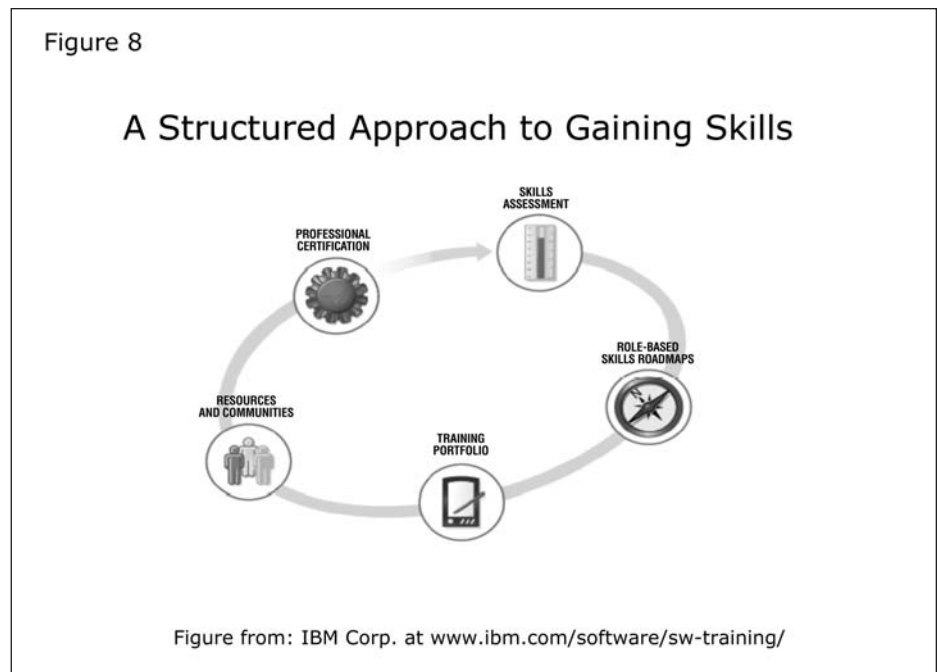 Figure 8
A Structured Approach to Gaining Skills
SKILLS
ASSESSMENT
PROFESSIONAL
CERTIFICATION
ROLE-BASED
SKILLS ROADMAPS
RESOURCES
AND COMMUNITIES
TRAINING
PORTFOLIO
Figure from: IBM Corp. at www.ibm.com/software/sw-training/